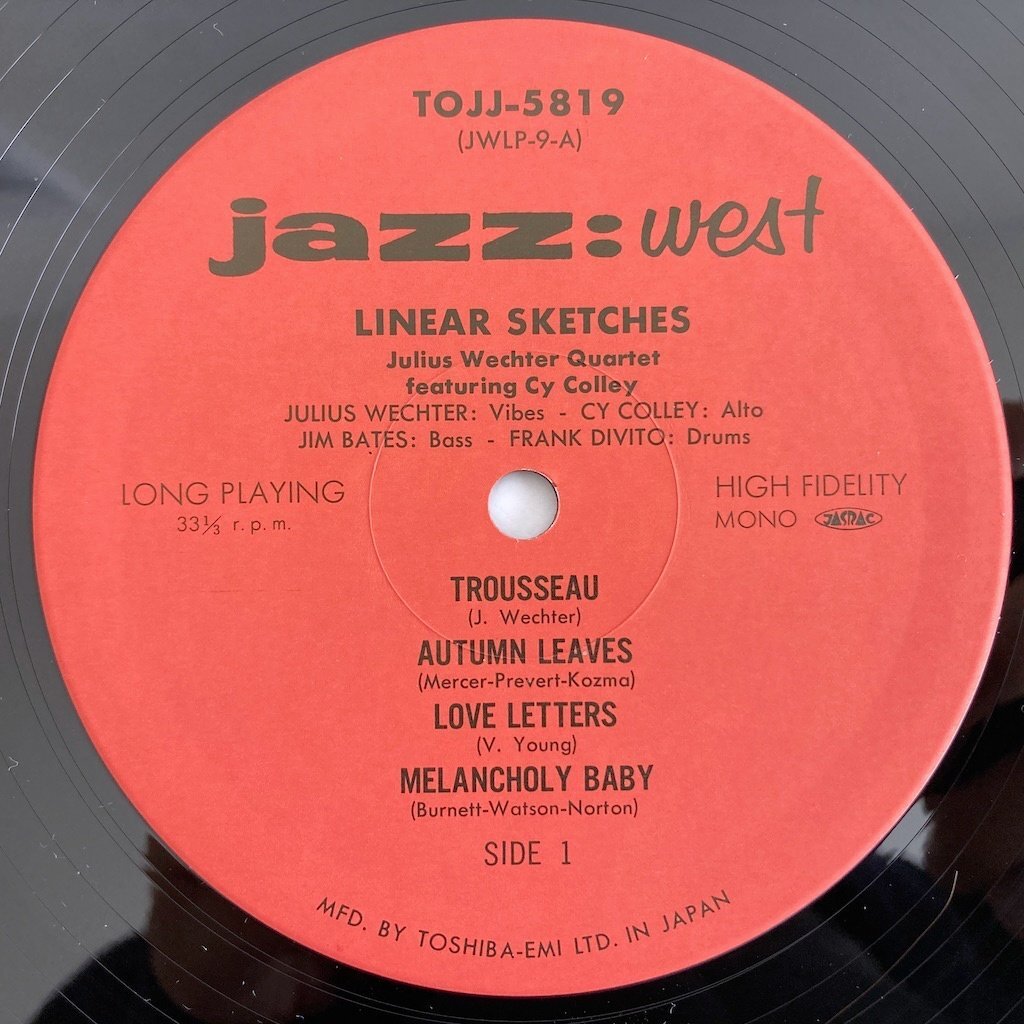 TOJJ-5819
(JWLP-9-A)
jazz: west
LINEAR SKETCHES
Julius Wechter Quartet
featuring Cy Colley
JULIUS WECHTER: Vibes - CY COLLEY: Alto
JIM BATES: Bass - FRANK DIVITO: Drums
LONG PLAYING
33⅓ r.p.m.
HIGH FIDELITY
MONO JASRAC
TROUSSEAU
(J. Wechter)
AUTUMN LEAVES
(Mercer-Prevert-Kozma)
LOVE LETTERS
(V. Young)
MELANCHOLY BABY
(Burnett-Watson-Norton)
SIDE 1
MFD. BY TOSHIBA-EMI LTD. IN JAPAN